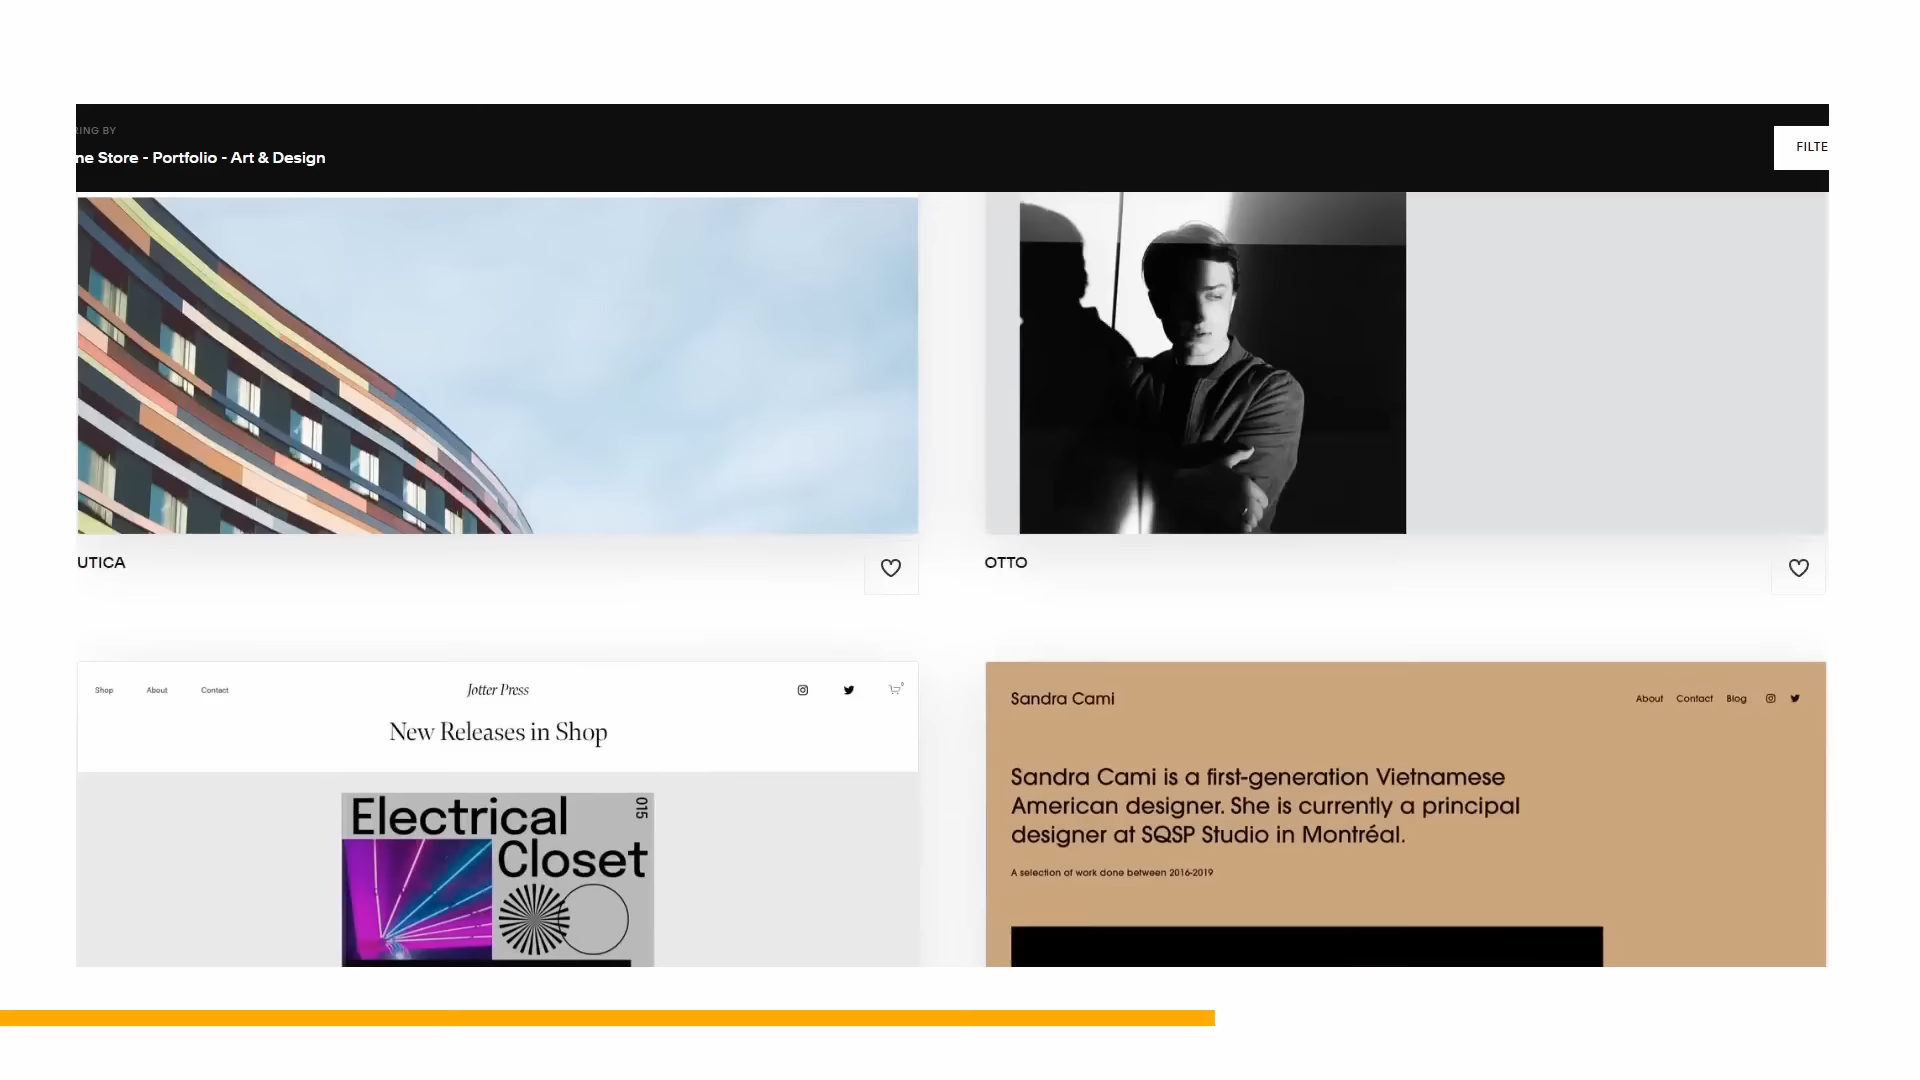 RING BY
ne Store - Portfolio - Art & Design
FILTE
UTICA
OTTO
Shop About Contact
Jotter Press
0
New Releases in Shop
Electrical
Closet
015
Sandra Cami
About Contact Blog
Sandra Cami is a first-generation Vietnamese
American designer. She is currently a principal
designer at SQSP Studio in Montréal.
A selection of work done between 2016-2019